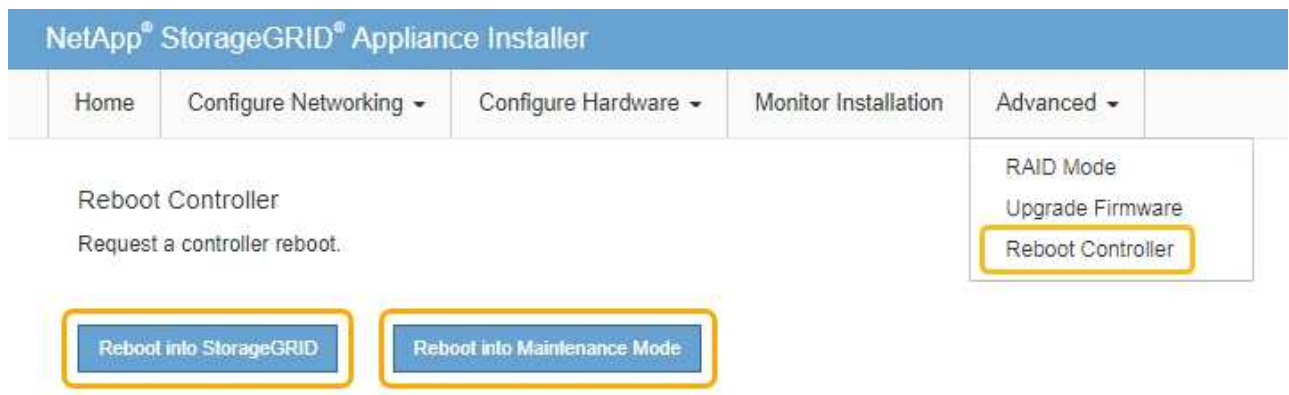 NetApp® StorageGRID® Appliance Installer
Home Configure Networking Configure Hardware Monitor Installation Advanced
RAID Mode
Upgrade Firmware
Reboot Controller
Reboot Controller
Request a controller reboot.
Reboot into StorageGRID Reboot into Maintenance Mode